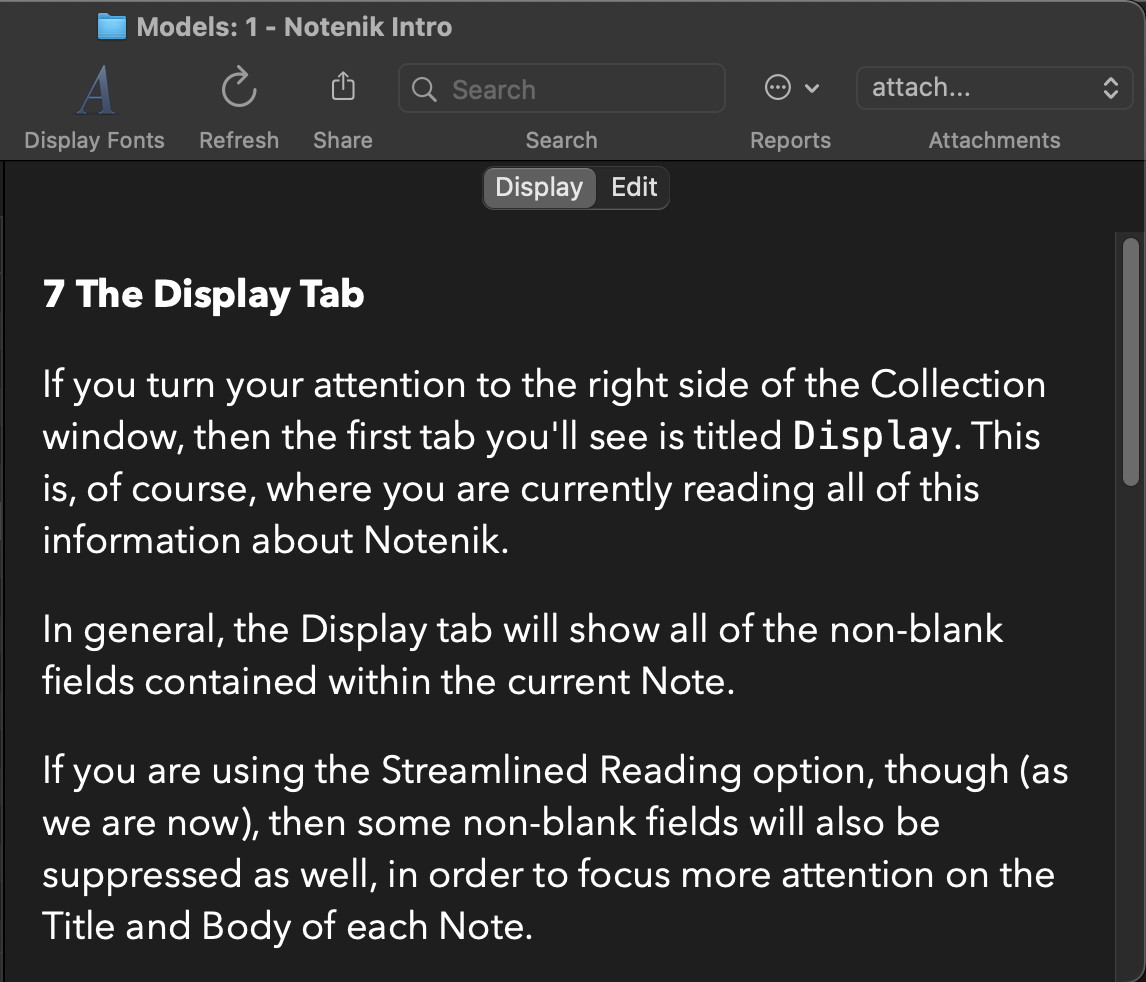 Models: 1 - Notenik Intro
Search
attach...
Display Fonts
Refresh
Share
Search
Reports
Attachments
Display
Edit
7 The Display Tab
If you turn your attention to the right side of the Collection
window, then the first tab you'll see is titled Display. This
is, of course, where you are currently reading all of this
information about Notenik.
In general, the Display tab will show all of the non-blank
fields contained within the current Note.
If you are using the Streamlined Reading option, though (as
we are now), then some non-blank fields will also be
suppressed as well, in order to focus more attention on the
Title and Body of each Note.